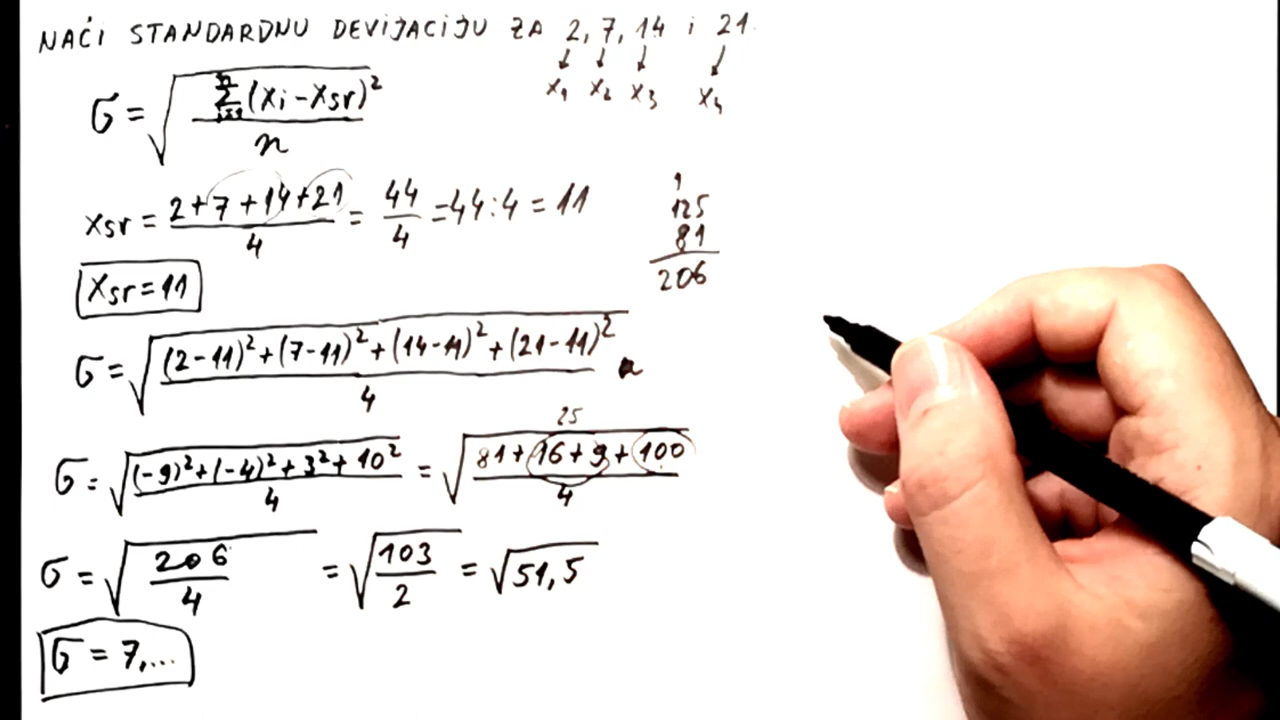 NAĆI STANDARDNU DEVIJACIJU ZA 2, 7, 14 i 21.
x₁ x₂ x₃ x₄
σ = √(∑ᵢ₌₁ⁿ (xi - xsr)² / n)
xsr = (2+7+14+21)/4 = 44/4 = 44:4 = 11
1
125
81
206
xsr = 11
σ = √(((2-11)²+(7-11)²+(14-11)²+(21-11)²)/4)
25
σ = √(((-9)²+(-4)²+3²+10²)/4) = √((81+16+9+100)/4)
σ = √(206/4) = √(103/2) = √51,5
σ = 7,...